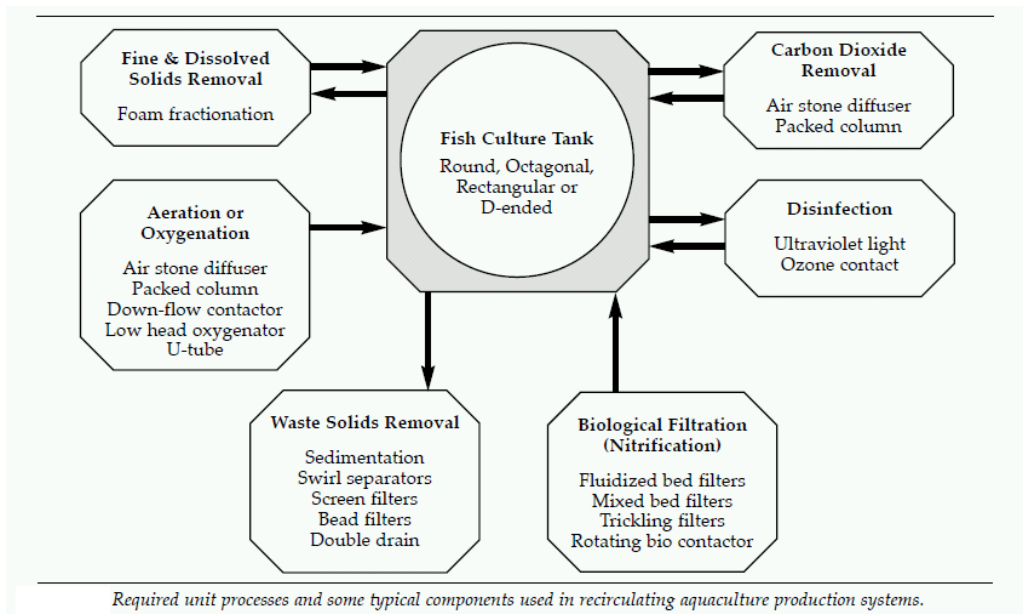 Fine & Dissolved
Solids Removal
Foam fractionation
Carbon Dioxide
Removal
Air stone diffuser
Packed column
Fish Culture Tank
Round, Octagonal,
Rectangular or
D-ended
Aeration or
Oxygenation
Air stone diffuser
Packed column
Down-flow contactor
Low head oxygenator
U-tube
Disinfection
Ultraviolet light
Ozone contact
Waste Solids Removal
Sedimentation
Swirl separators
Screen filters
Bead filters
Double drain
Biological Filtration
(Nitrification)
Fluidized bed filters
Mixed bed filters
Trickling filters
Rotating bio contactor
Required unit processes and some typical components used in recirculating aquaculture production systems.